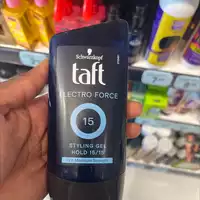 Schwarzkopf
taft
ELECTRO FORCE
15
STYLING GEL
HOLD 15/15